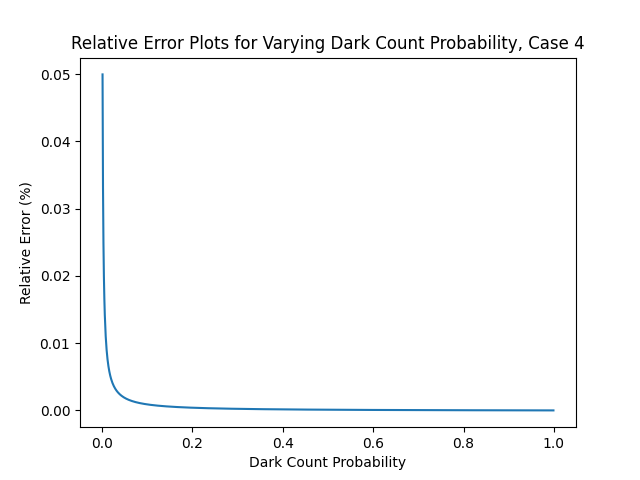 Relative Error Plots for Varying Dark Count Probability, Case 4
0.05
0.04
0.03
0.02
0.01
0.00
Relative Error (%)
0.0 0.2 0.4 0.6 0.8 1.0
Dark Count Probability